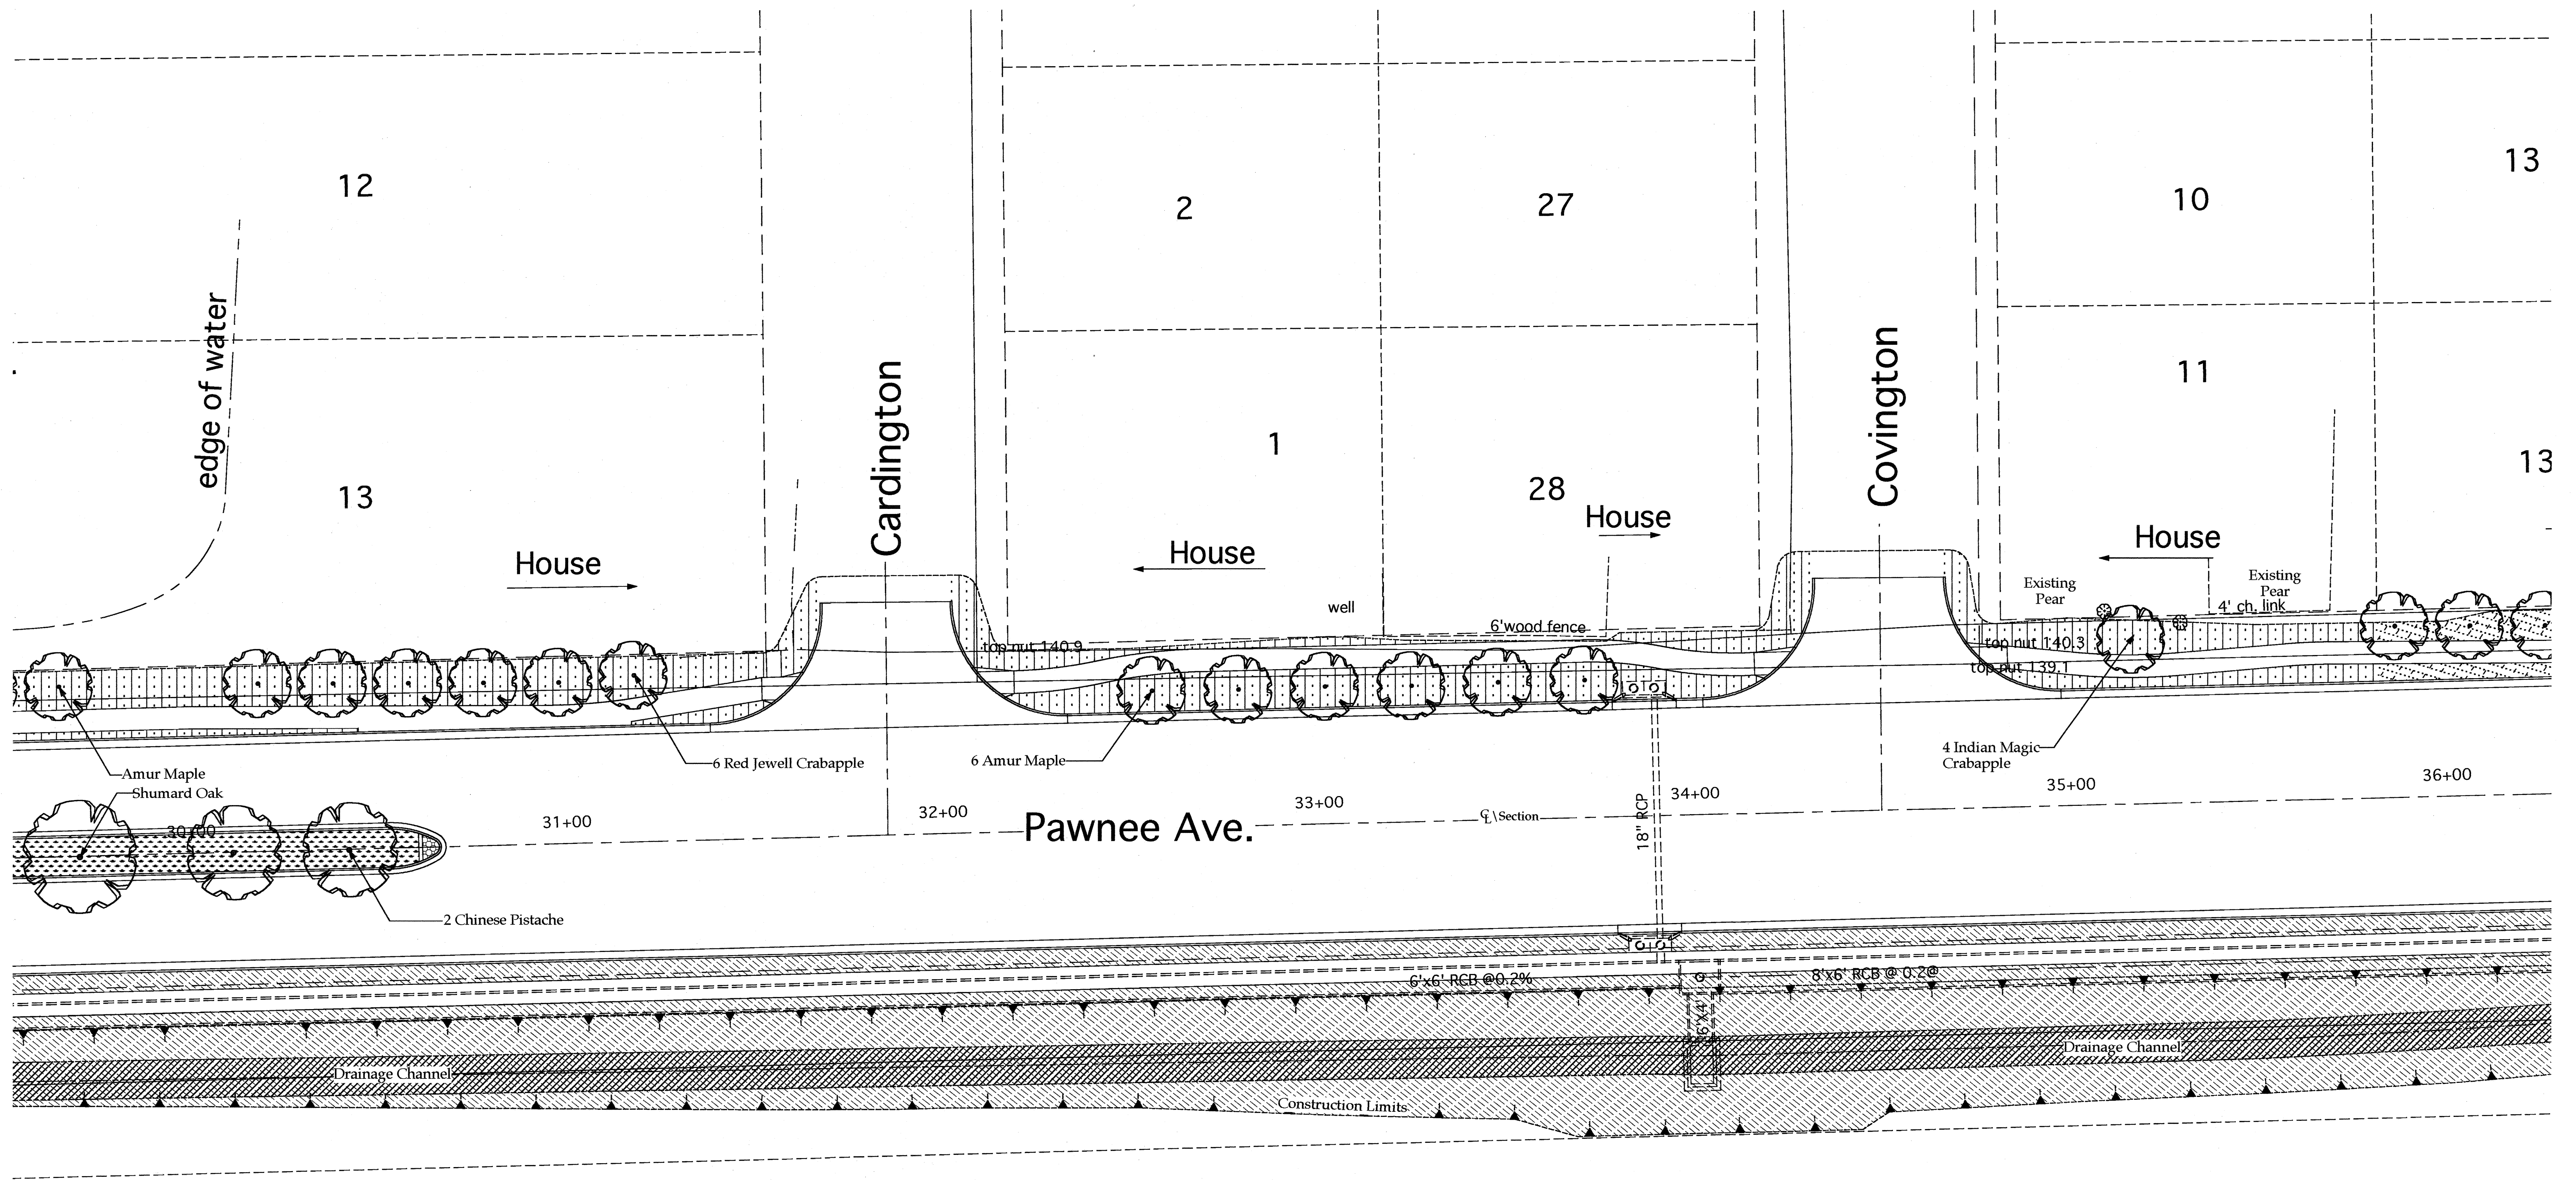 12
2
27
10
13
edge of water
13
Cardington
1
28
Covington
11
13
House
House
House
House
well
6'wood fence
Existing
Pear
Existing
Pear
4' ch. link
top nut 140.9
top nut 140.3
top nut 139.1
Amur Maple
Shumard Oak
6 Red Jewell Crabapple
6 Amur Maple
4 Indian Magic
Crabapple
30+00
31+00
32+00
33+00
34+00
35+00
36+00
Pawnee Ave.
℄\Section
18" RCP
2 Chinese Pistache
6'x6' RCB @0.2%
8'x6' RCB @ 0.2@
6'X4'
Drainage Channel
Drainage Channel
Construction Limits